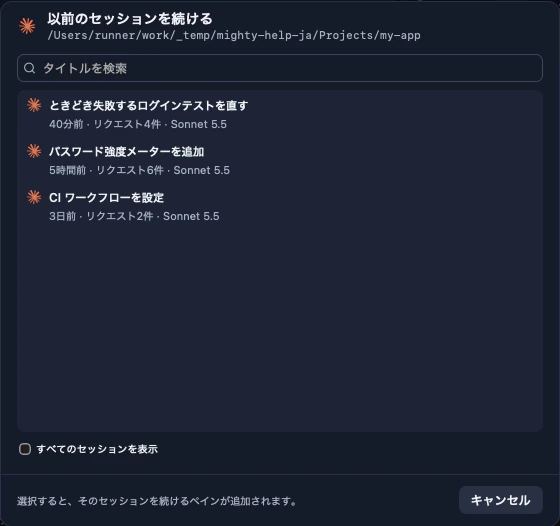 以前のセッションを続ける
/Users/runner/work/_temp/mighty-help-ja/Projects/my-app
タイトルを検索
ときどき失敗するログインテストを直す
40分前・リクエスト4件・Sonnet 5.5
パスワード強度メーターを追加
5時間前・リクエスト6件・Sonnet 5.5
CI ワークフローを設定
3日前・リクエスト2件・Sonnet 5.5
すべてのセッションを表示
選択すると、そのセッションを続けるペインが追加されます。
キャンセル